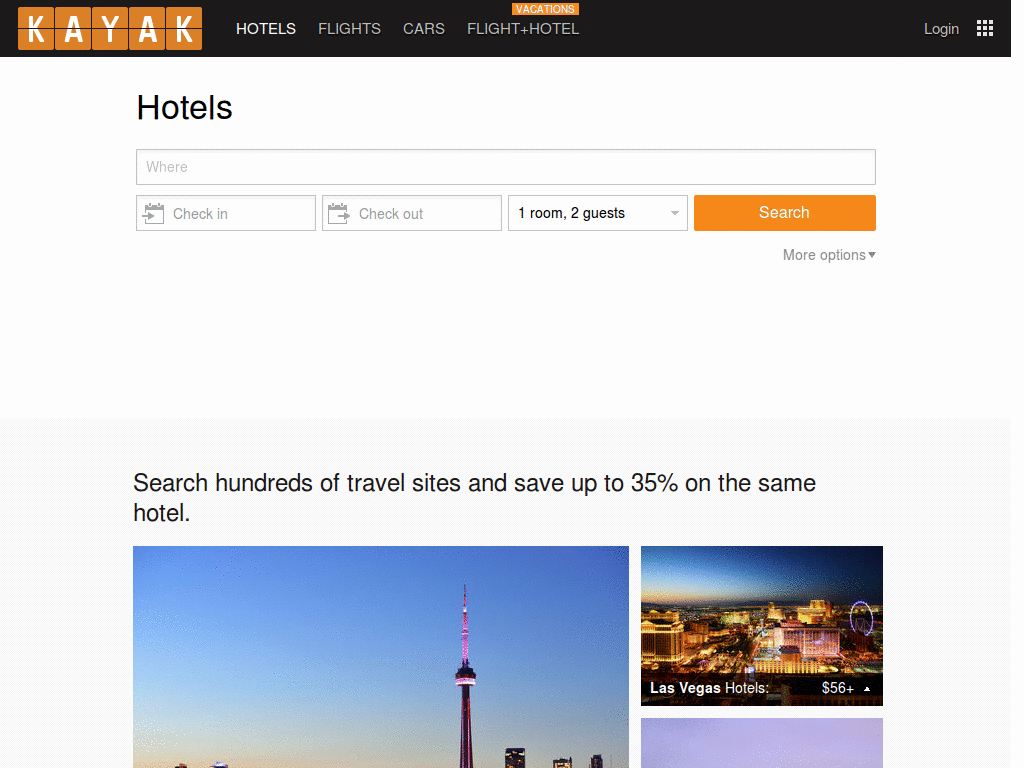 KAYAK
HOTELS FLIGHTS CARS FLIGHT+HOTEL
VACATIONS
Login
Hotels
Where
Check in Check out 1 room, 2 guests Search
More options
Search hundreds of travel sites and save up to 35% on the same
hotel.
Las Vegas Hotels: $56+